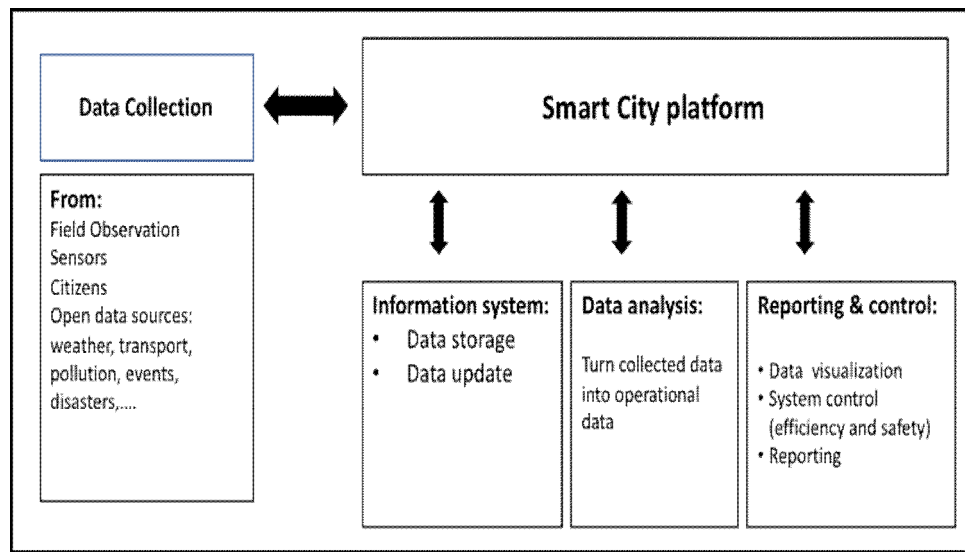 Data Collection
Smart City platform
From:
Field Observation
Sensors
Citizens
Open data sources:
weather, transport,
pollution, events,
disasters,....
Information system:
• Data storage
• Data update
Data analysis:
Turn collected data
into operational
data
Reporting & control:
• Data visualization
• System control
(efficiency and safety)
• Reporting